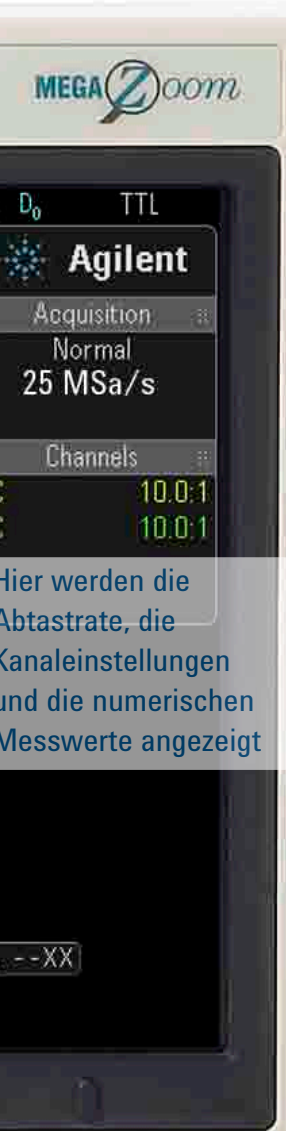 MEGA Zoom
D0 TTL
Agilent
Acquisition
Normal
25 MSa/s
Channels
10.0:1
10.0:1
Hier werden die
Abtastrate, die
Kanaleinstellungen
und die numerischen
Messwerte angezeigt
--XX